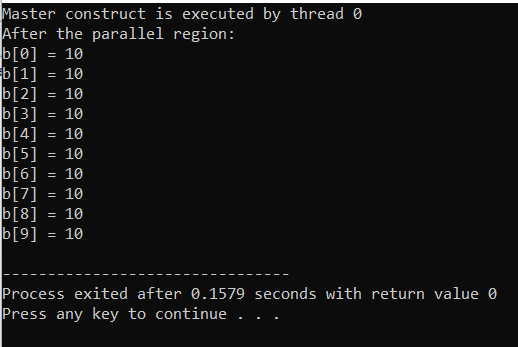 Master construct is executed by thread 0
After the parallel region:
b[0] = 10
b[1] = 10
b[2] = 10
b[3] = 10
b[4] = 10
b[5] = 10
b[6] = 10
b[7] = 10
b[8] = 10
b[9] = 10
--------------------------------
Process exited after 0.1579 seconds with return value 0
Press any key to continue . . .